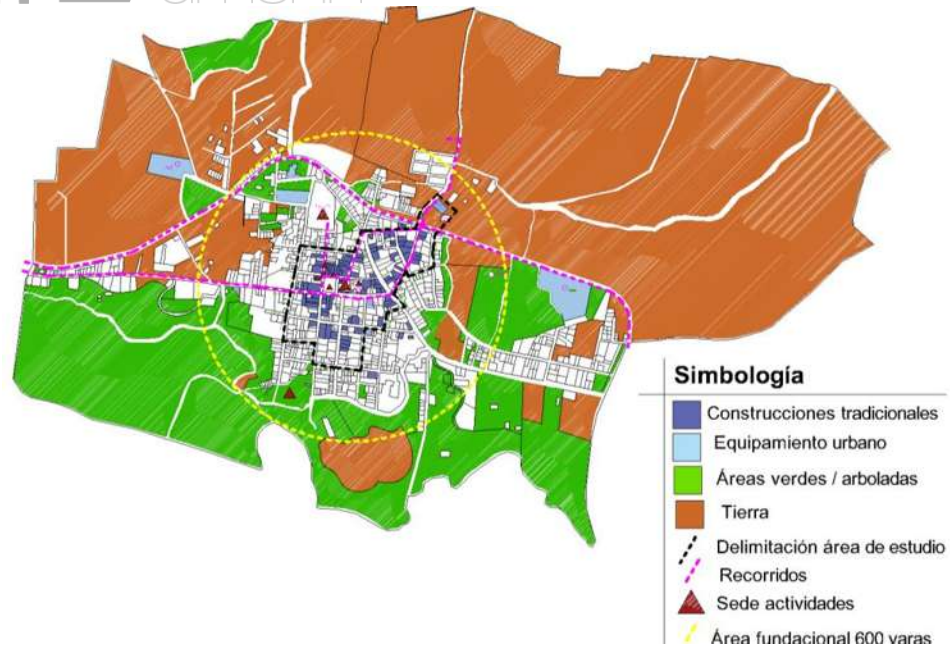 Simbología
Construcciones tradicionales
Equipamiento urbano
Áreas verdes / arboladas
Tierra
Delimitación área de estudio
Recorridos
Sede actividades
Área fundacional 600 varas